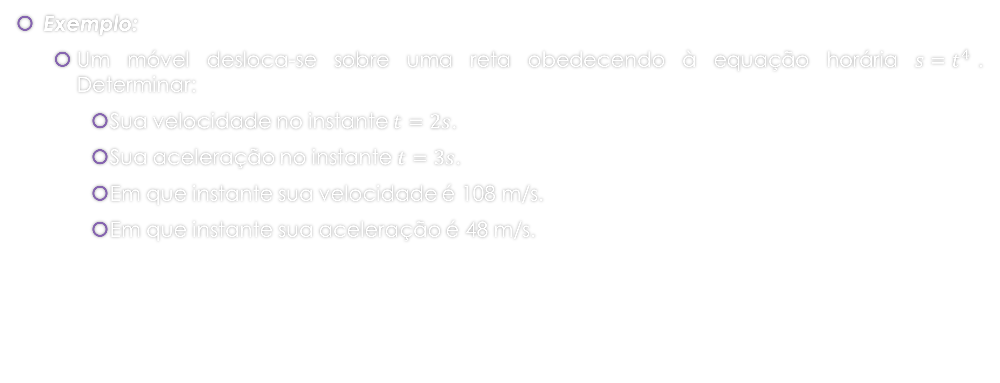 Exemplo:
Um móvel desloca-se sobre uma reta obedecendo à equação horária s = t⁴ .
Determinar:
Sua velocidade no instante t = 2s.
Sua aceleração no instante t = 3s.
Em que instante sua velocidade é 108 m/s.
Em que instante sua aceleração é 48 m/s.